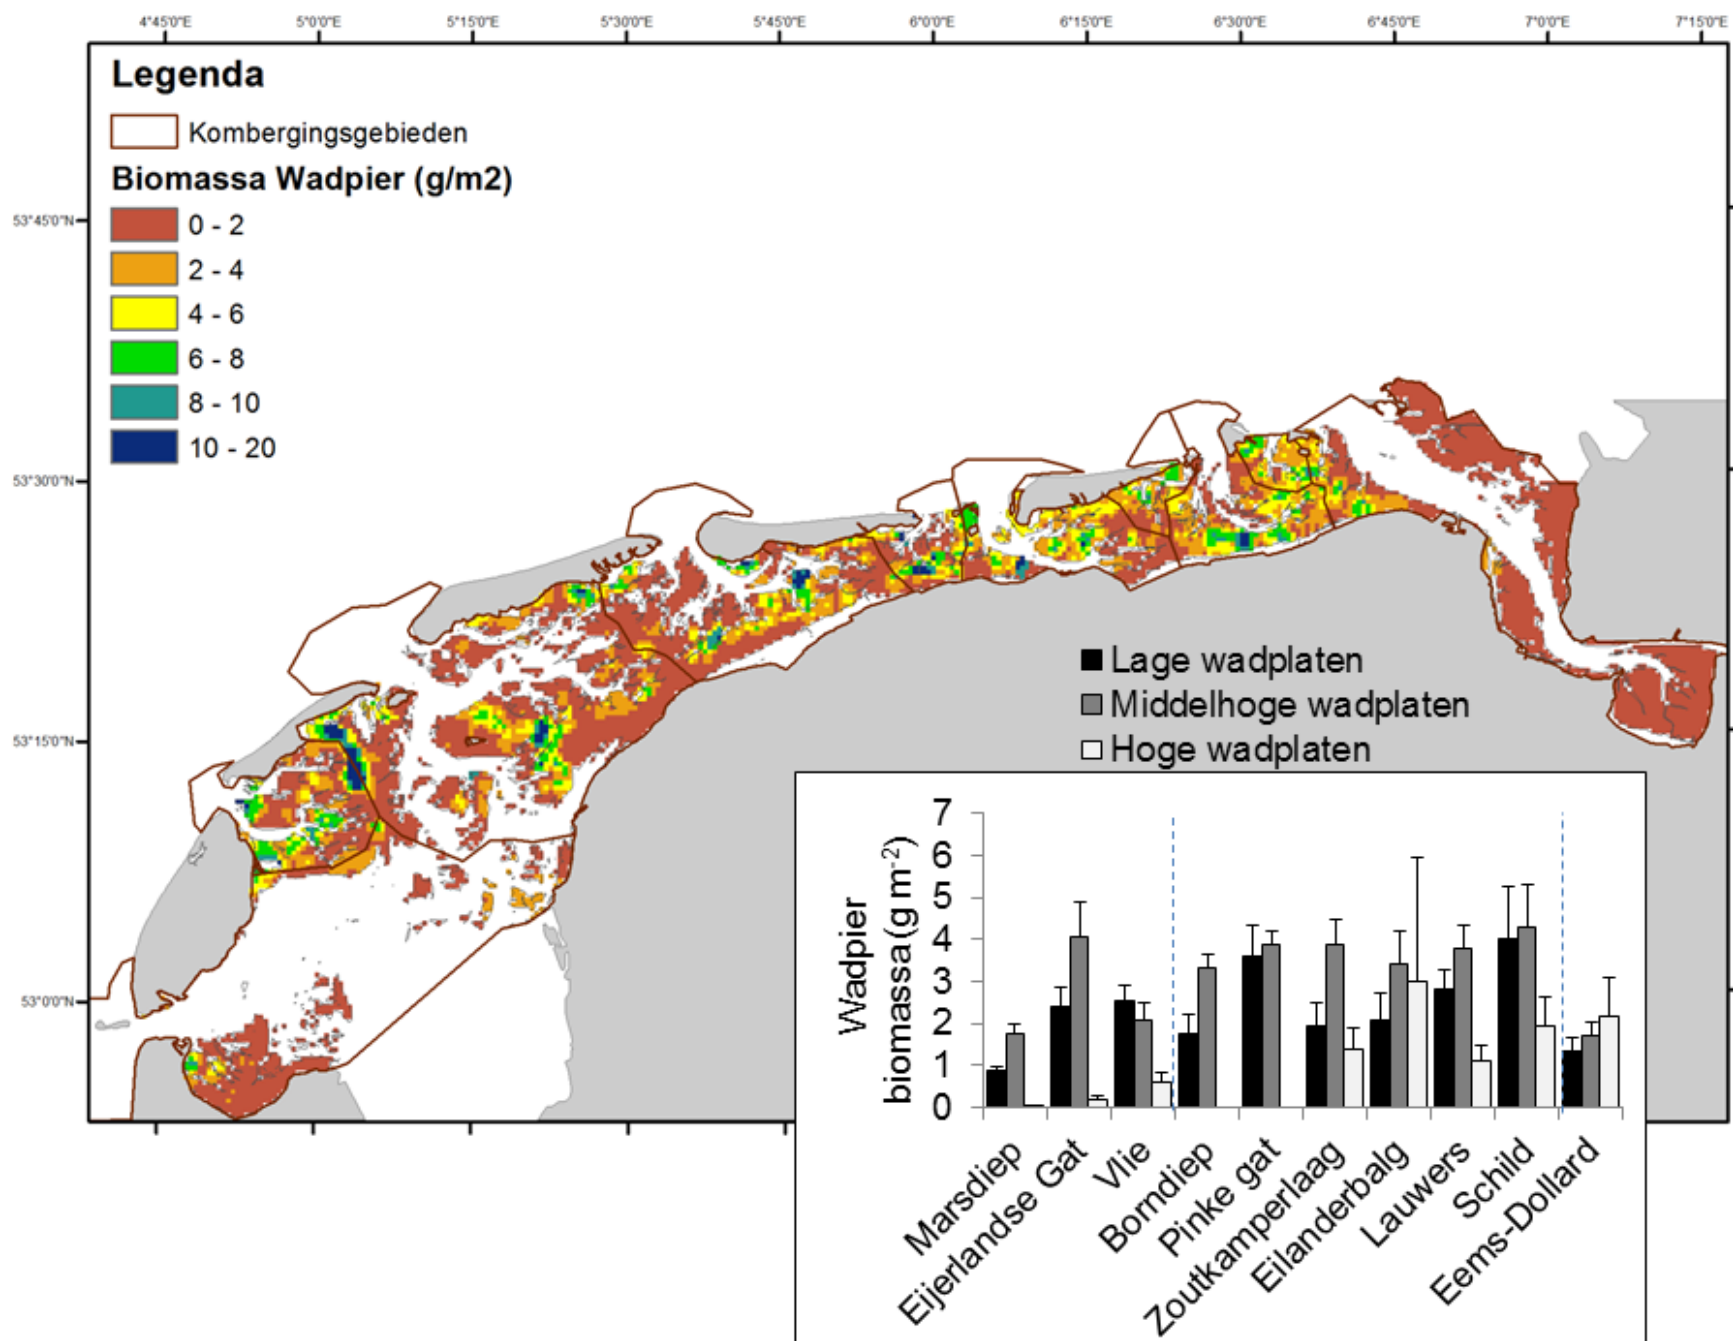 4°45'0"E 5°0'0"E 5°15'0"E 5°30'0"E 5°45'0"E 6°0'0"E 6°15'0"E 6°30'0"E 6°45'0"E 7°0'0"E 7°15'0"E
Legenda
Kombergingsgebieden
Biomassa Wadpier (g/m2)
0 - 2
2 - 4
4 - 6
6 - 8
8 - 10
10 - 20
53°45'0"N
53°30'0"N
53°15'0"N
53°0'0"N
Lage wadplaten
Middelhoge wadplaten
Hoge wadplaten
Wadpier
biomassa(g m-2)
7
6
5
4
3
2
1
0
Marsdiep
Eijerlandse Gat
Vlie
Borndiep
Pinke gat
Zoutkamperlaag
Eilanderbalg
Lauwers
Schild
Eems-Dollard